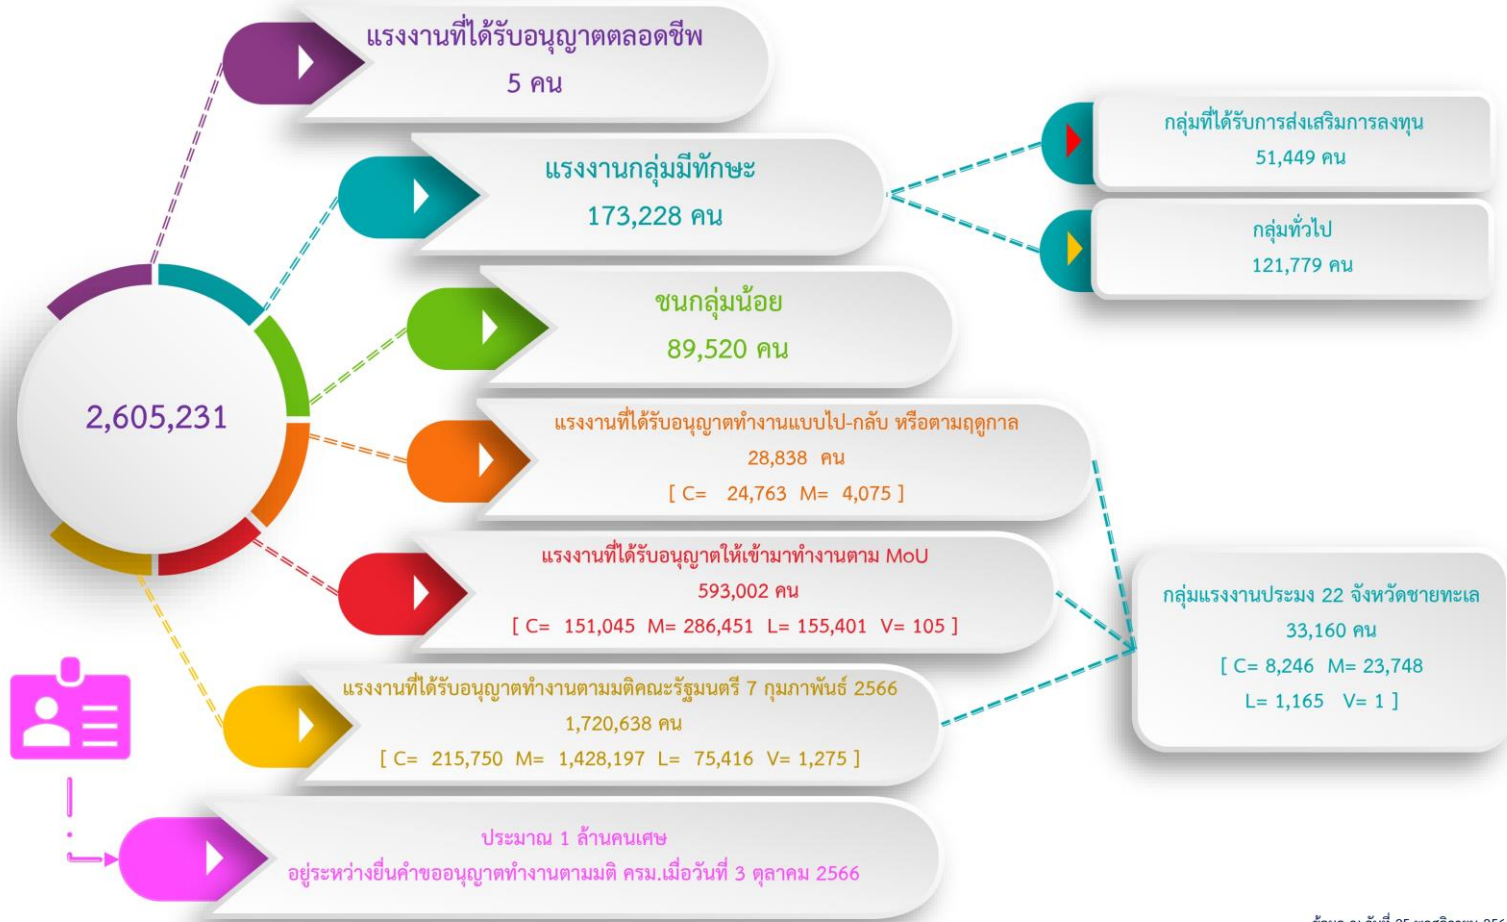 แรงงานที่ได้รับอนุญาตตลอดชีพ
5 คน
แรงงานกลุ่มมีทักษะ
173,228 คน
กลุ่มที่ได้รับการส่งเสริมการลงทุน
51,449 คน
กลุ่มทั่วไป
121,779 คน
ชนกลุ่มน้อย
89,520 คน
2,605,231
แรงงานที่ได้รับอนุญาตทำงานแบบไป-กลับ หรือตามฤดูกาล
28,838 คน
[ C= 24,763 M= 4,075 ]
แรงงานที่ได้รับอนุญาตให้เข้ามาทำงานตาม MoU
593,002 คน
[ C= 151,045 M= 286,451 L= 155,401 V= 105 ]
กลุ่มแรงงานประมง 22 จังหวัดชายทะเล
33,160 คน
[ C= 8,246 M= 23,748
L= 1,165 V= 1 ]
แรงงานที่ได้รับอนุญาตทำงานตามมติคณะรัฐมนตรี 7 กุมภาพันธ์ 2566
1,720,638 คน
[ C= 215,750 M= 1,428,197 L= 75,416 V= 1,275 ]
ประมาณ 1 ล้านคนเศษ
อยู่ระหว่างยื่นคำขออนุญาตทำงานตามมติ ครม.เมื่อวันที่ 3 ตุลาคม 2566